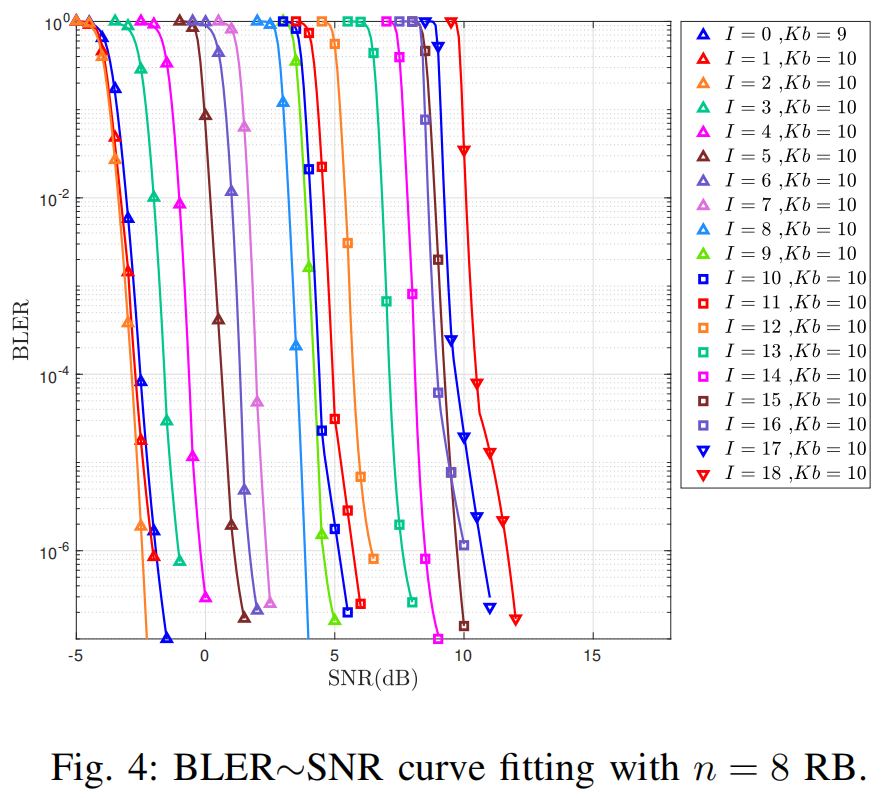 10^0
10^-2
10^-4
10^-6
BLER
-5 0 5 10 15
SNR(dB)
I = 0 ,Kb = 9
I = 1 ,Kb = 10
I = 2 ,Kb = 10
I = 3 ,Kb = 10
I = 4 ,Kb = 10
I = 5 ,Kb = 10
I = 6 ,Kb = 10
I = 7 ,Kb = 10
I = 8 ,Kb = 10
I = 9 ,Kb = 10
I = 10 ,Kb = 10
I = 11 ,Kb = 10
I = 12 ,Kb = 10
I = 13 ,Kb = 10
I = 14 ,Kb = 10
I = 15 ,Kb = 10
I = 16 ,Kb = 10
I = 17 ,Kb = 10
I = 18 ,Kb = 10
Fig. 4: BLER∼SNR curve fitting with n = 8 RB.